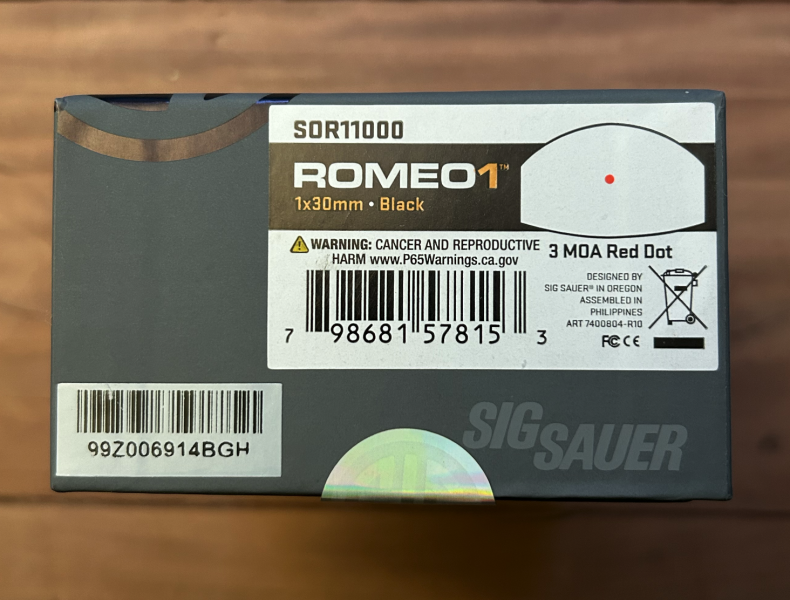 SOR11000
ROMEO1™
1x30mm • Black
WARNING: CANCER AND REPRODUCTIVE
HARM www.P65Warnings.ca.gov
3 MOA Red Dot
7 98681 57815 3
DESIGNED BY
SIG SAUER® IN OREGON
ASSEMBLED IN
PHILIPPINES
ART 7400804-R10
FC CE
99Z006914BGH
SIG
SAUER